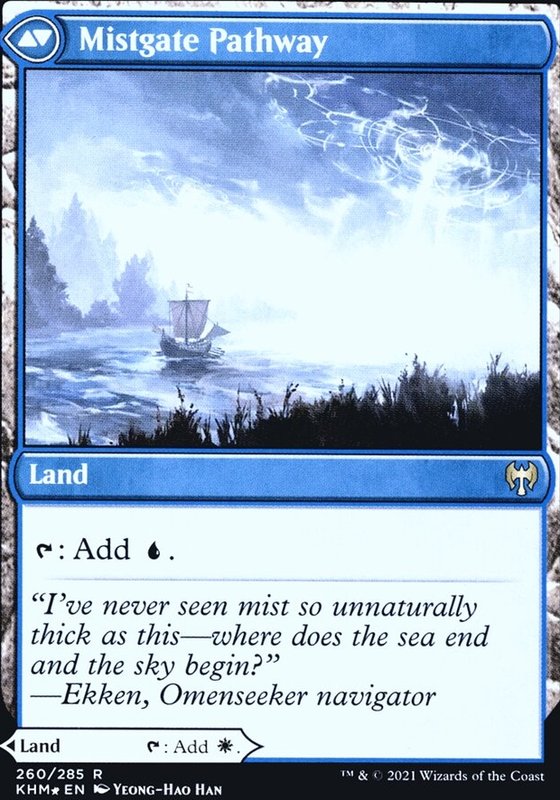 Mistgate Pathway
Land
: Add .
“I’ve never seen mist so unnaturally
thick as this—where does the sea end
and the sky begin?”
—Ekken, Omenseeker navigator
Land : Add .
260/285 R
KHM★EN Yeong-Hao Han
™ & © 2021 Wizards of the Coast